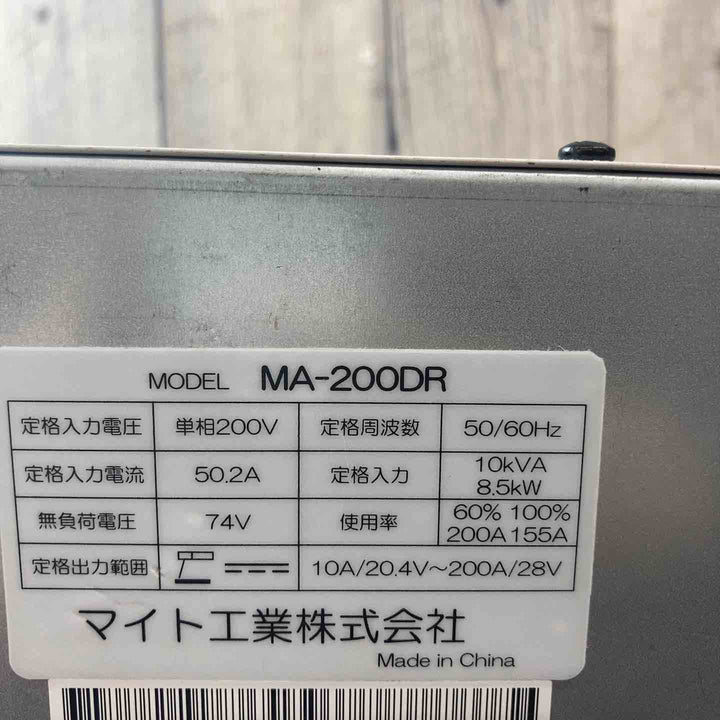 MODEL MA-200DR
定格入力電圧 単相200V 定格周波数 50/60Hz
定格入力電流 50.2A 定格入力 10kVA 8.5kW
無負荷電圧 74V 使用率 60% 100% 200A 155A
定格出力範囲 10A/20.4V～200A/28V
マイト工業株式会社
Made in China